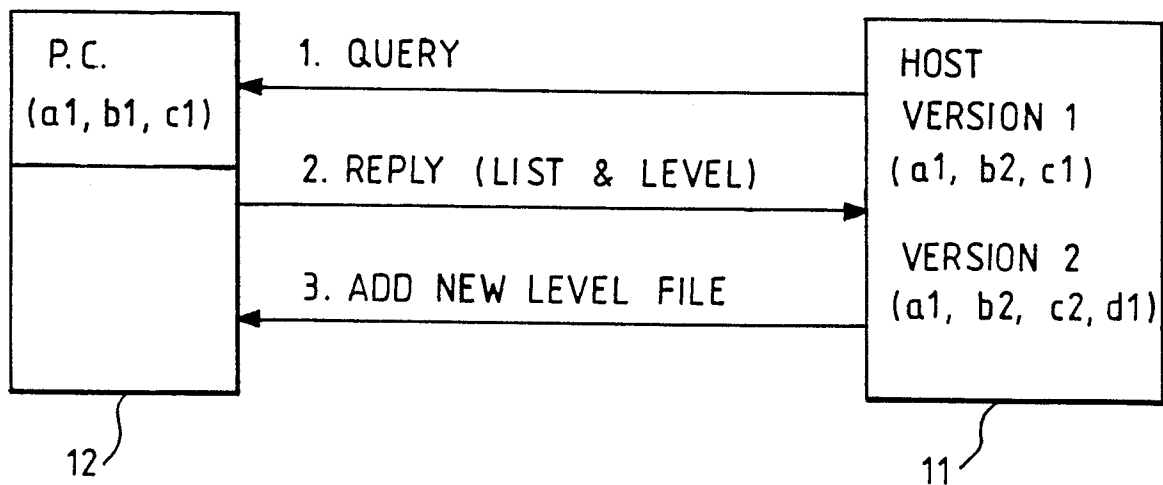 P.C.
(a1, b1, c1)
1. QUERY
2. REPLY (LIST & LEVEL)
3. ADD NEW LEVEL FILE
HOST
VERSION 1
(a1, b2, c1)
VERSION 2
(a1, b2, c2, d1)
12
11